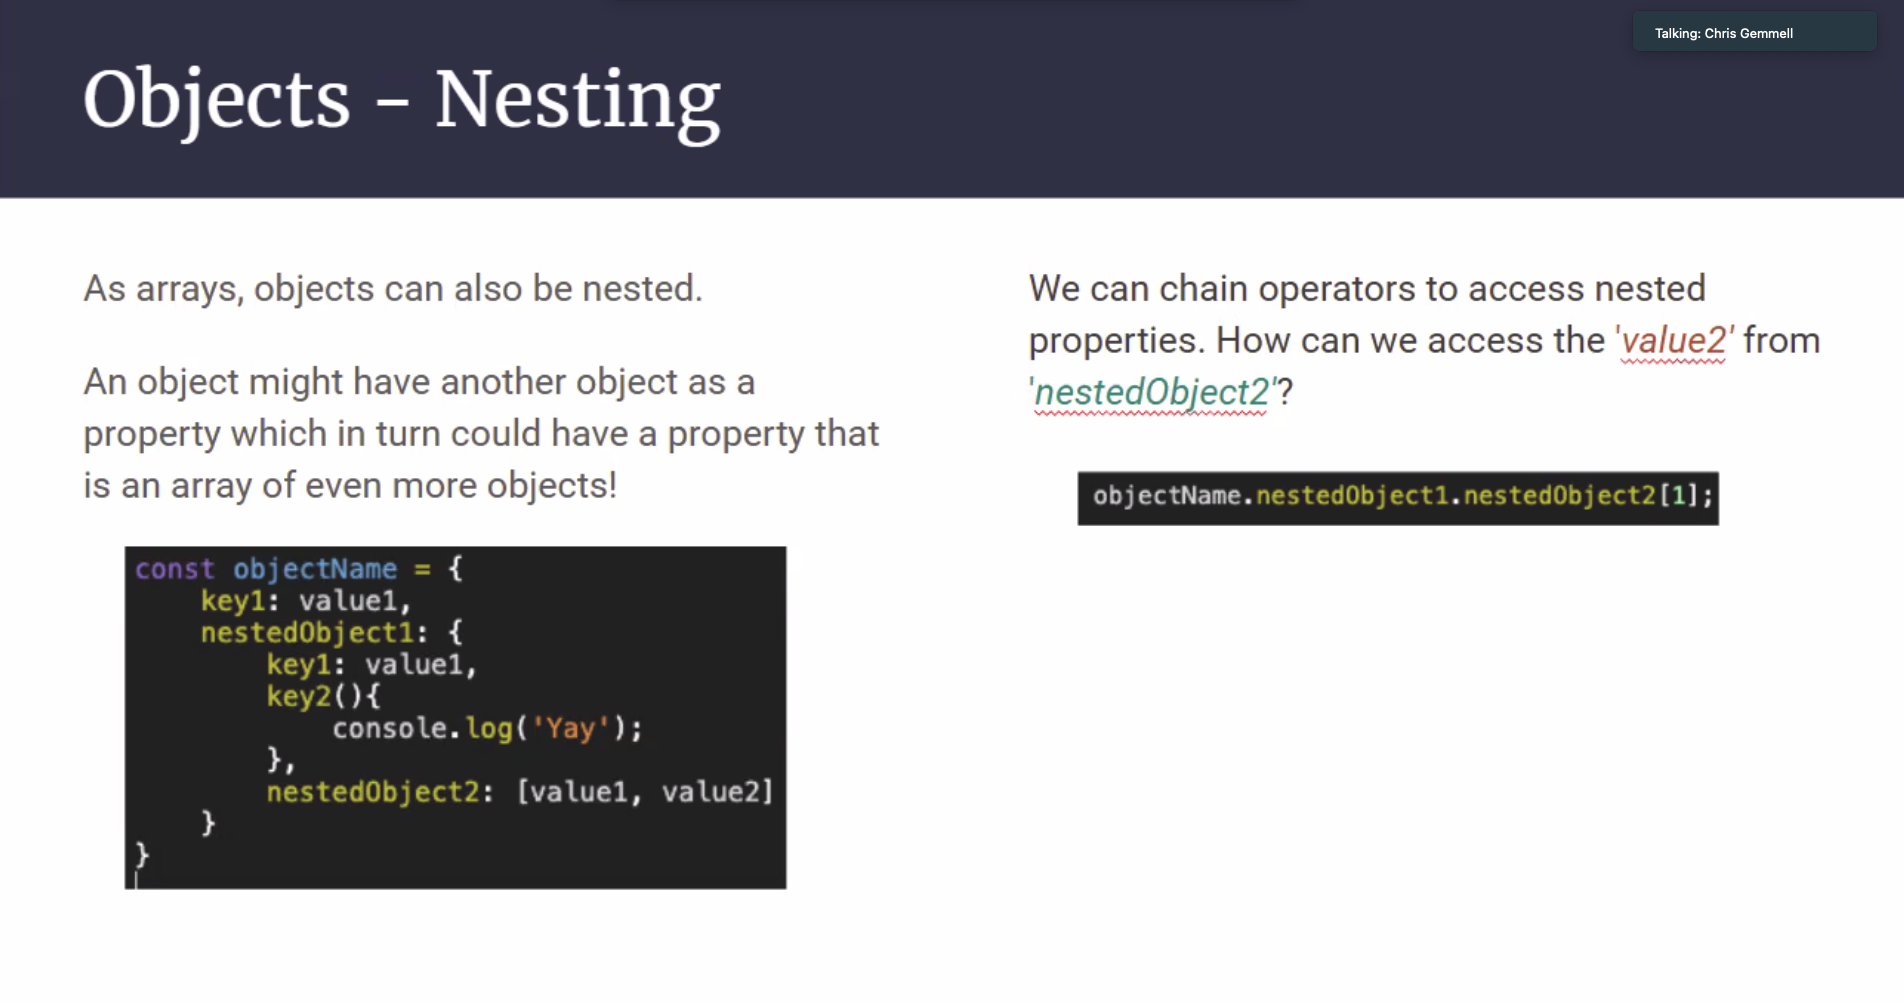 Talking: Chris Gemmell
Objects - Nesting
As arrays, objects can also be nested.
An object might have another object as a
property which in turn could have a property that
is an array of even more objects!
const objectName = {
    key1: value1,
    nestedObject1: {
        key1: value1,
        key2(){
            console.log('Yay');
        },
        nestedObject2: [value1, value2]
    }
}
We can chain operators to access nested
properties. How can we access the 'value2' from
'nestedObject2'?
objectName.nestedObject1.nestedObject2[1];